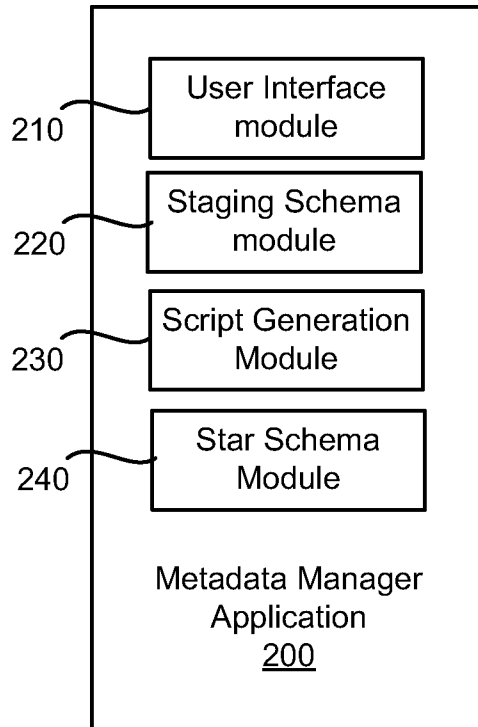 User Interface
module
210
Staging Schema
module
220
Script Generation
Module
230
Star Schema
Module
240
Metadata Manager
Application
200